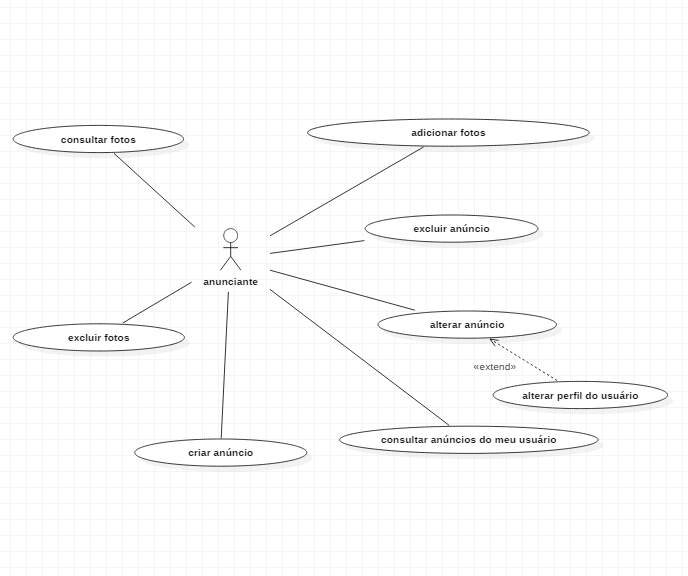 adicionar fotos
consultar fotos
excluir anúncio
anunciante
alterar anúncio
excluir fotos
«extend»
alterar perfil do usuário
consultar anúncios do meu usuário
criar anúncio